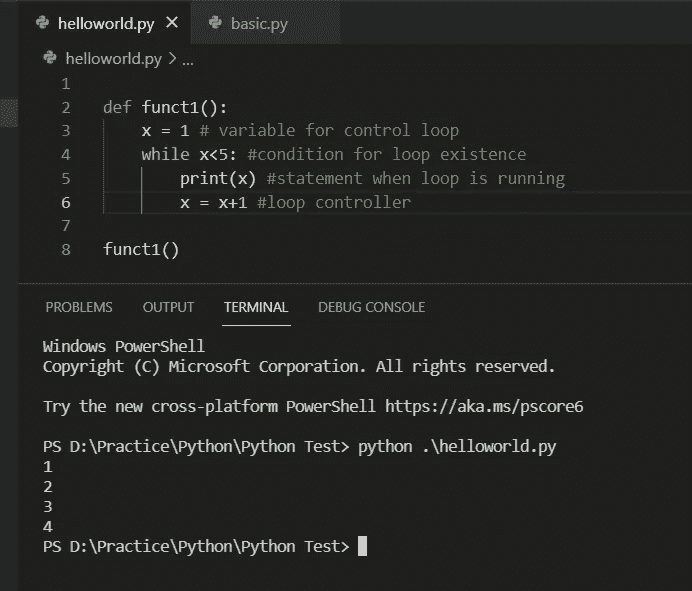 helloworld.py × basic.py
helloworld.py > ...
1
2 def funct1():
3     x = 1 # variable for control loop
4     while x<5: #condition for loop existence
5         print(x) #statement when loop is running
6         x = x+1 #loop controller
7
8 funct1()
PROBLEMS OUTPUT TERMINAL DEBUG CONSOLE
Windows PowerShell
Copyright (C) Microsoft Corporation. All rights reserved.
Try the new cross-platform PowerShell https://aka.ms/pscore6
PS D:\Practice\Python\Python Test> python .\helloworld.py
1
2
3
4
PS D:\Practice\Python\Python Test>